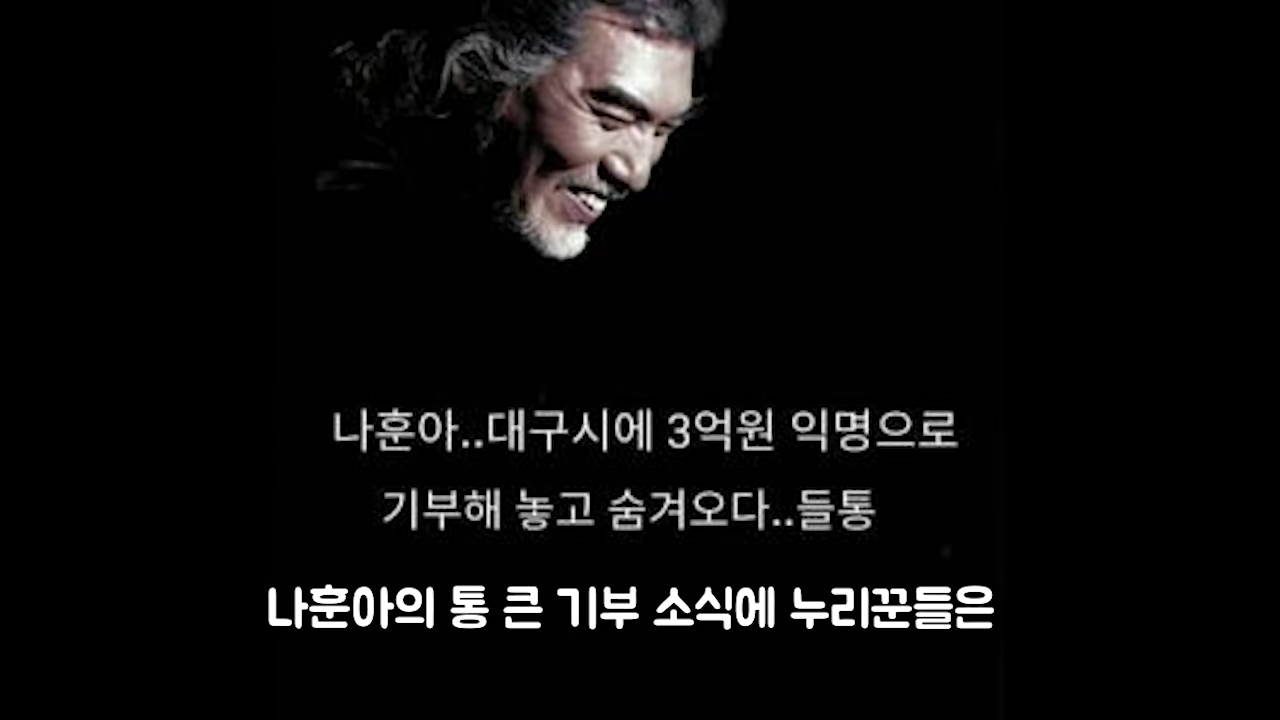 나훈아..대구시에 3억원 익명으로
기부해 놓고 숨겨오다..들통
나훈아의 통 큰 기부 소식에 누리꾼들은